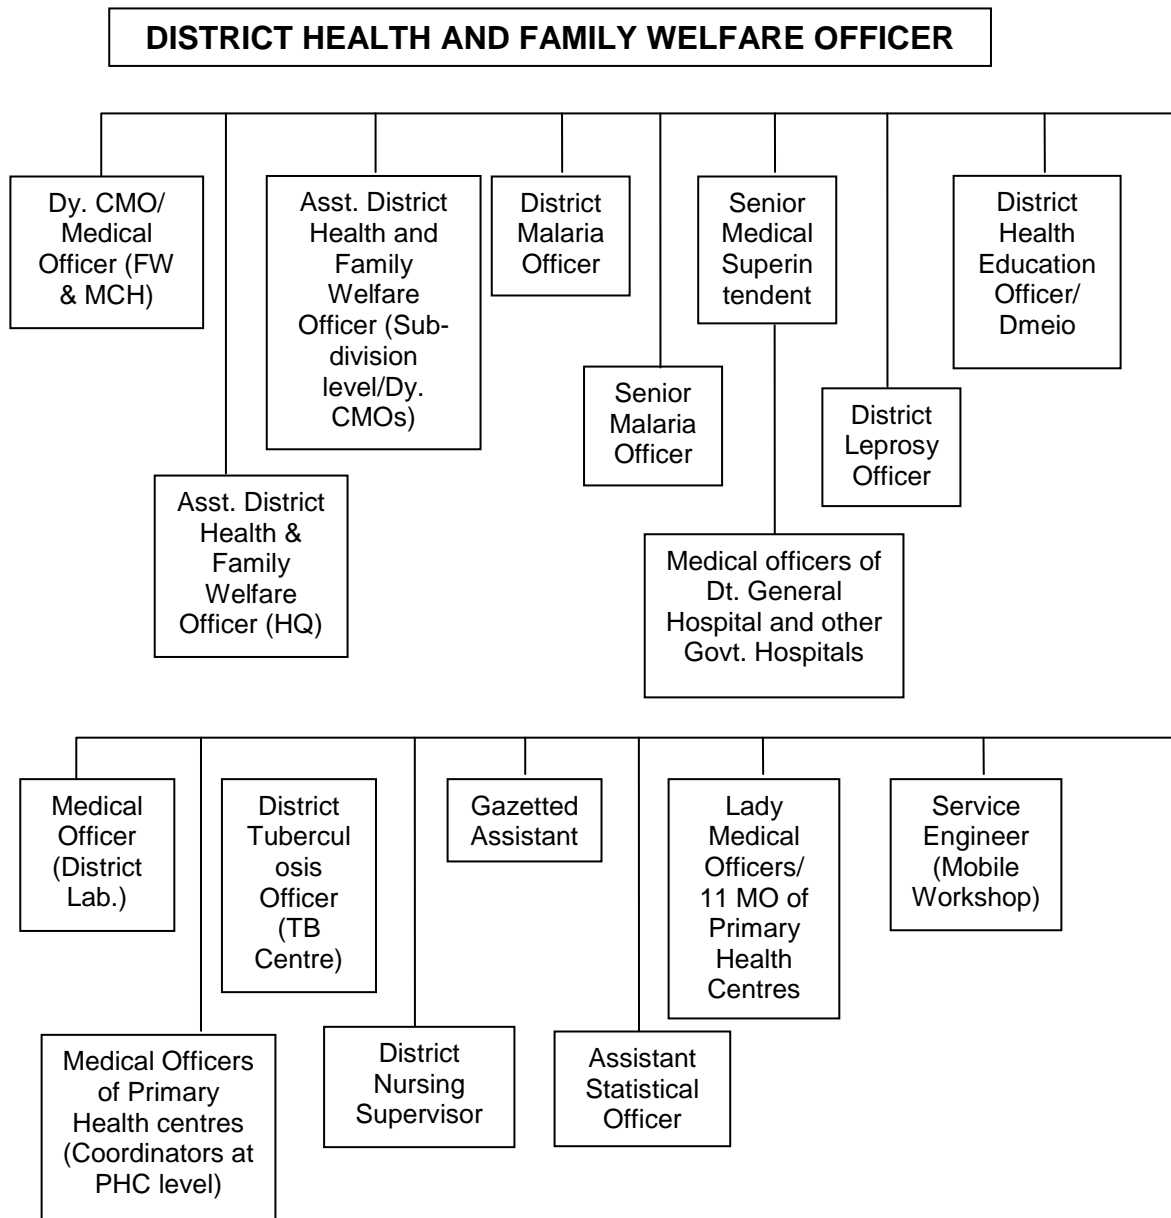 DISTRICT HEALTH AND FAMILY WELFARE OFFICER
Dy. CMO/
Medical
Officer (FW
& MCH)
Asst. District
Health and
Family
Welfare
Officer (Sub-
division
level/Dy.
CMOs)
District
Malaria
Officer
Senior
Medical
Superin
tendent
District
Health
Education
Officer/
Dmeio
Senior
Malaria
Officer
District
Leprosy
Officer
Asst. District
Health &
Family
Welfare
Officer (HQ)
Medical officers of
Dt. General
Hospital and other
Govt. Hospitals
Medical
Officer
(District
Lab.)
District
Tubercul
osis
Officer
(TB
Centre)
Gazetted
Assistant
Lady
Medical
Officers/
11 MO of
Primary
Health
Centres
Service
Engineer
(Mobile
Workshop)
Medical Officers
of Primary
Health centres
(Coordinators at
PHC level)
District
Nursing
Supervisor
Assistant
Statistical
Officer